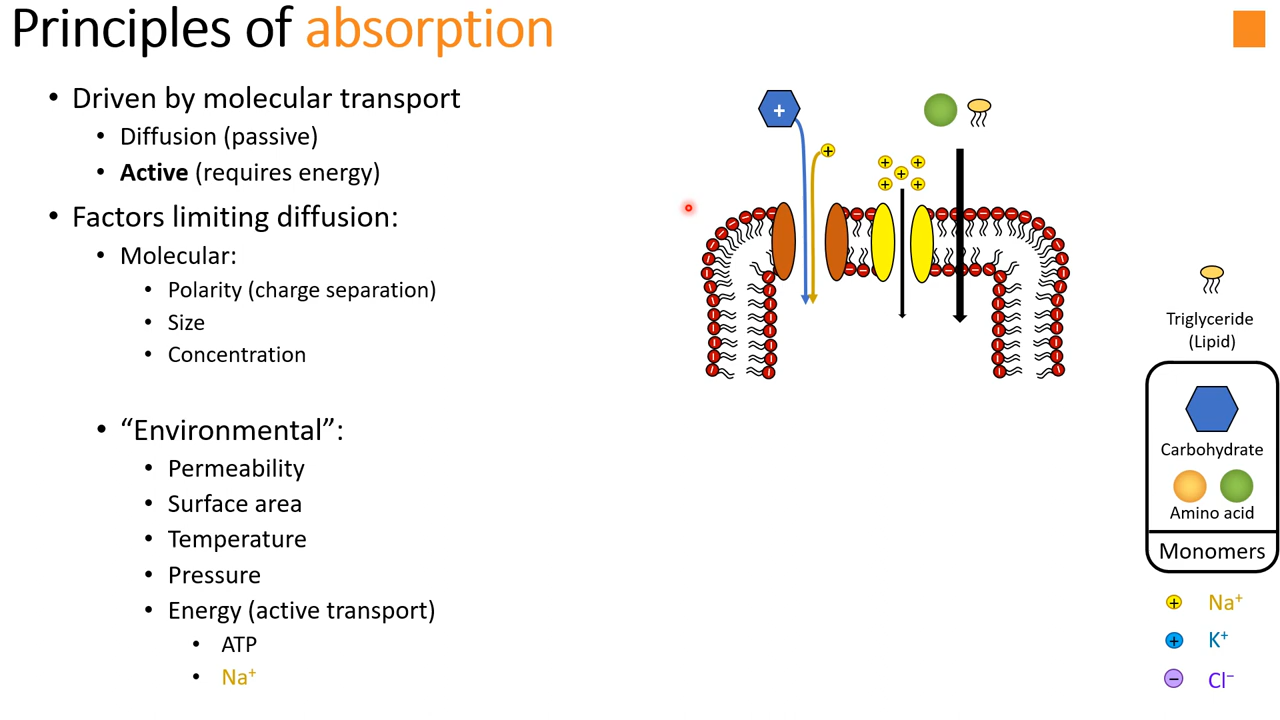 Principles of absorption
• Driven by molecular transport
• Diffusion (passive)
• Active (requires energy)
• Factors limiting diffusion:
• Molecular:
• Polarity (charge separation)
• Size
• Concentration
• “Environmental”:
• Permeability
• Surface area
• Temperature
• Pressure
• Energy (active transport)
• ATP
• Na⁺
Triglyceride
(Lipid)
Carbohydrate
Amino acid
Monomers
Na⁺
K⁺
Cl⁻